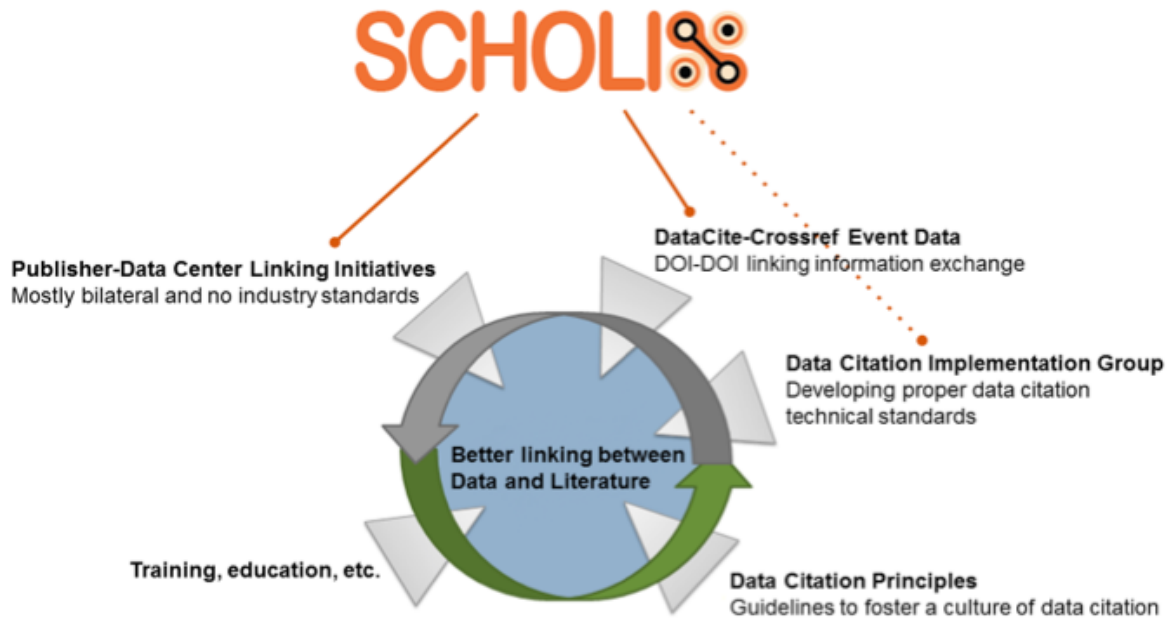 SCHOLIX
DataCite-Crossref Event Data
DOI-DOI linking information exchange
Publisher-Data Center Linking Initiatives
Mostly bilateral and no industry standards
Data Citation Implementation Group
Developing proper data citation
technical standards
Better linking between
Data and Literature
Training, education, etc.
Data Citation Principles
Guidelines to foster a culture of data citation